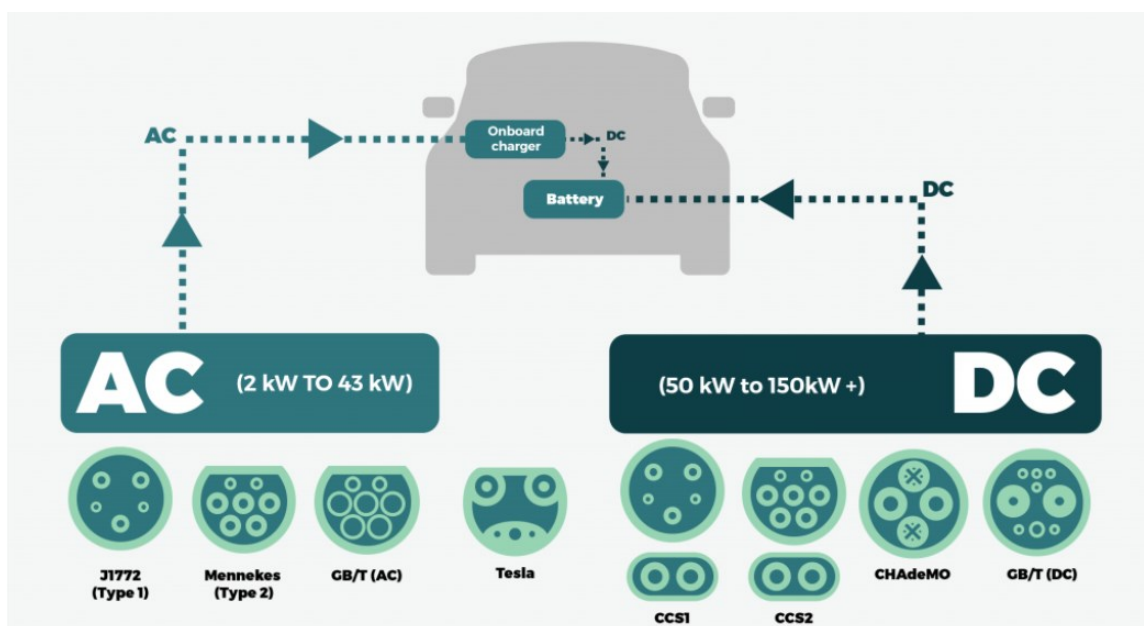 AC
Onboard
charger
DC
Battery
DC
AC
(2 kW TO 43 kW)
(50 kW to 150kW +)
DC
J1772
(Type 1)
Mennekes
(Type 2)
GB/T (AC)
Tesla
CCS1
CCS2
CHAdeMO
GB/T (DC)